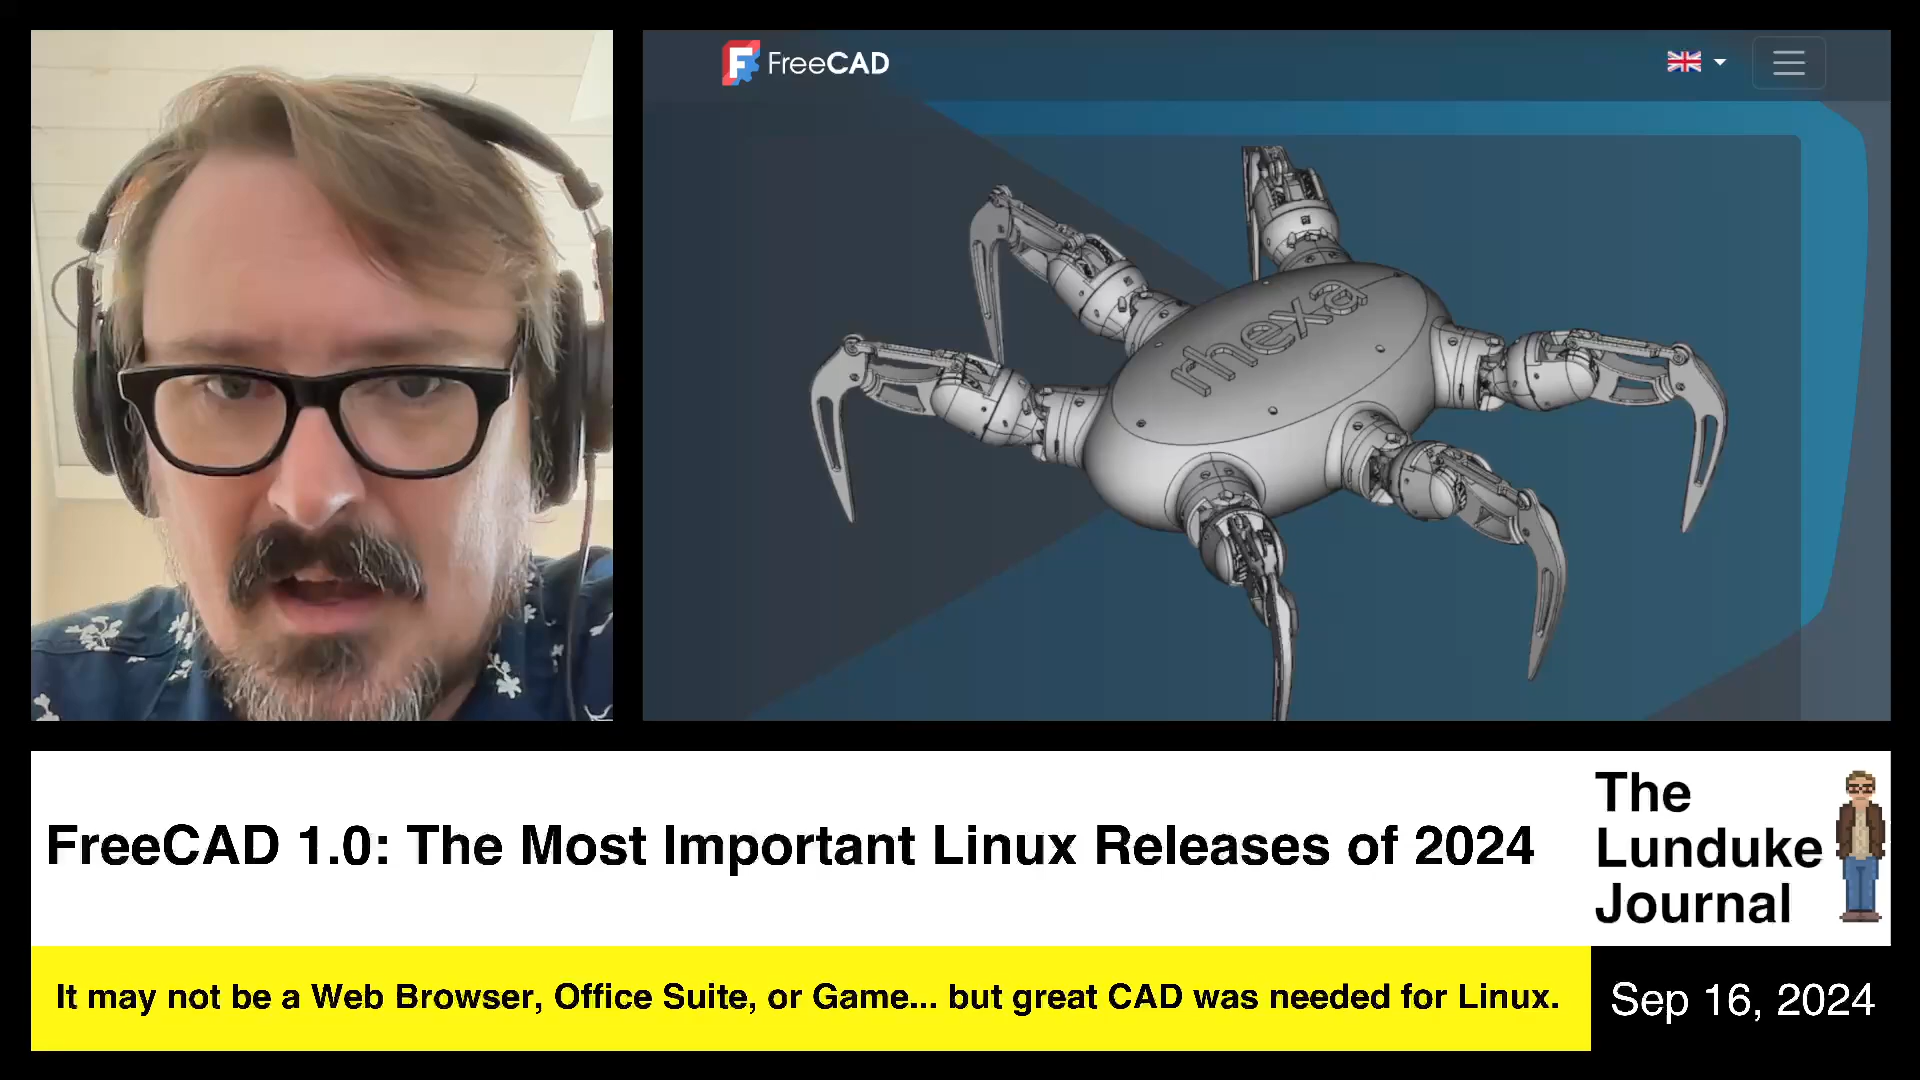 FreeCAD
rhexa
FreeCAD 1.0: The Most Important Linux Releases of 2024
The
Lunduke
Journal
It may not be a Web Browser, Office Suite, or Game... but great CAD was needed for Linux.
Sep 16, 2024